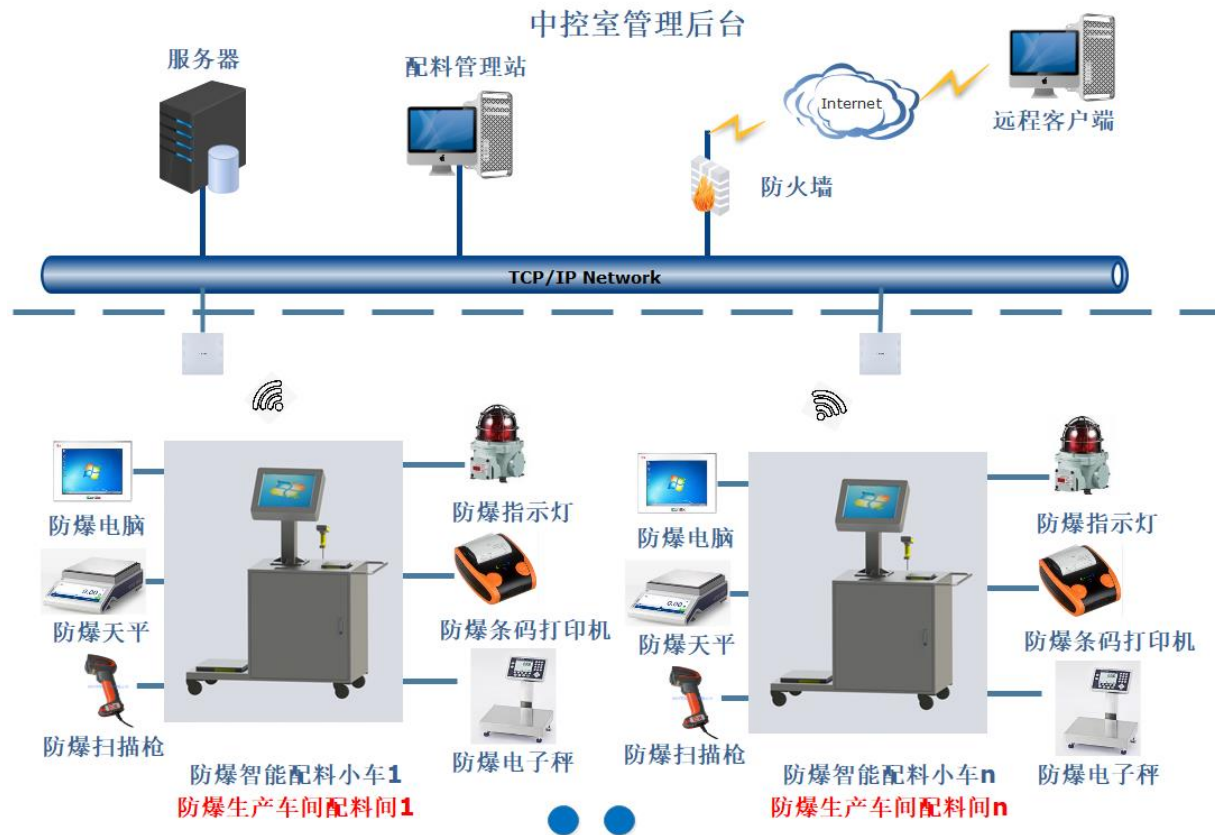 中控室管理后台
服务器
配料管理站
Internet
远程客户端
防火墙
TCP/IP Network
防爆电脑
防爆指示灯
防爆天平
防爆条码打印机
防爆扫描枪
防爆电子秤
防爆智能配料小车1
防爆生产车间配料间1
防爆电脑
防爆指示灯
防爆天平
防爆条码打印机
防爆扫描枪
防爆电子秤
防爆智能配料小车n
防爆生产车间配料间n